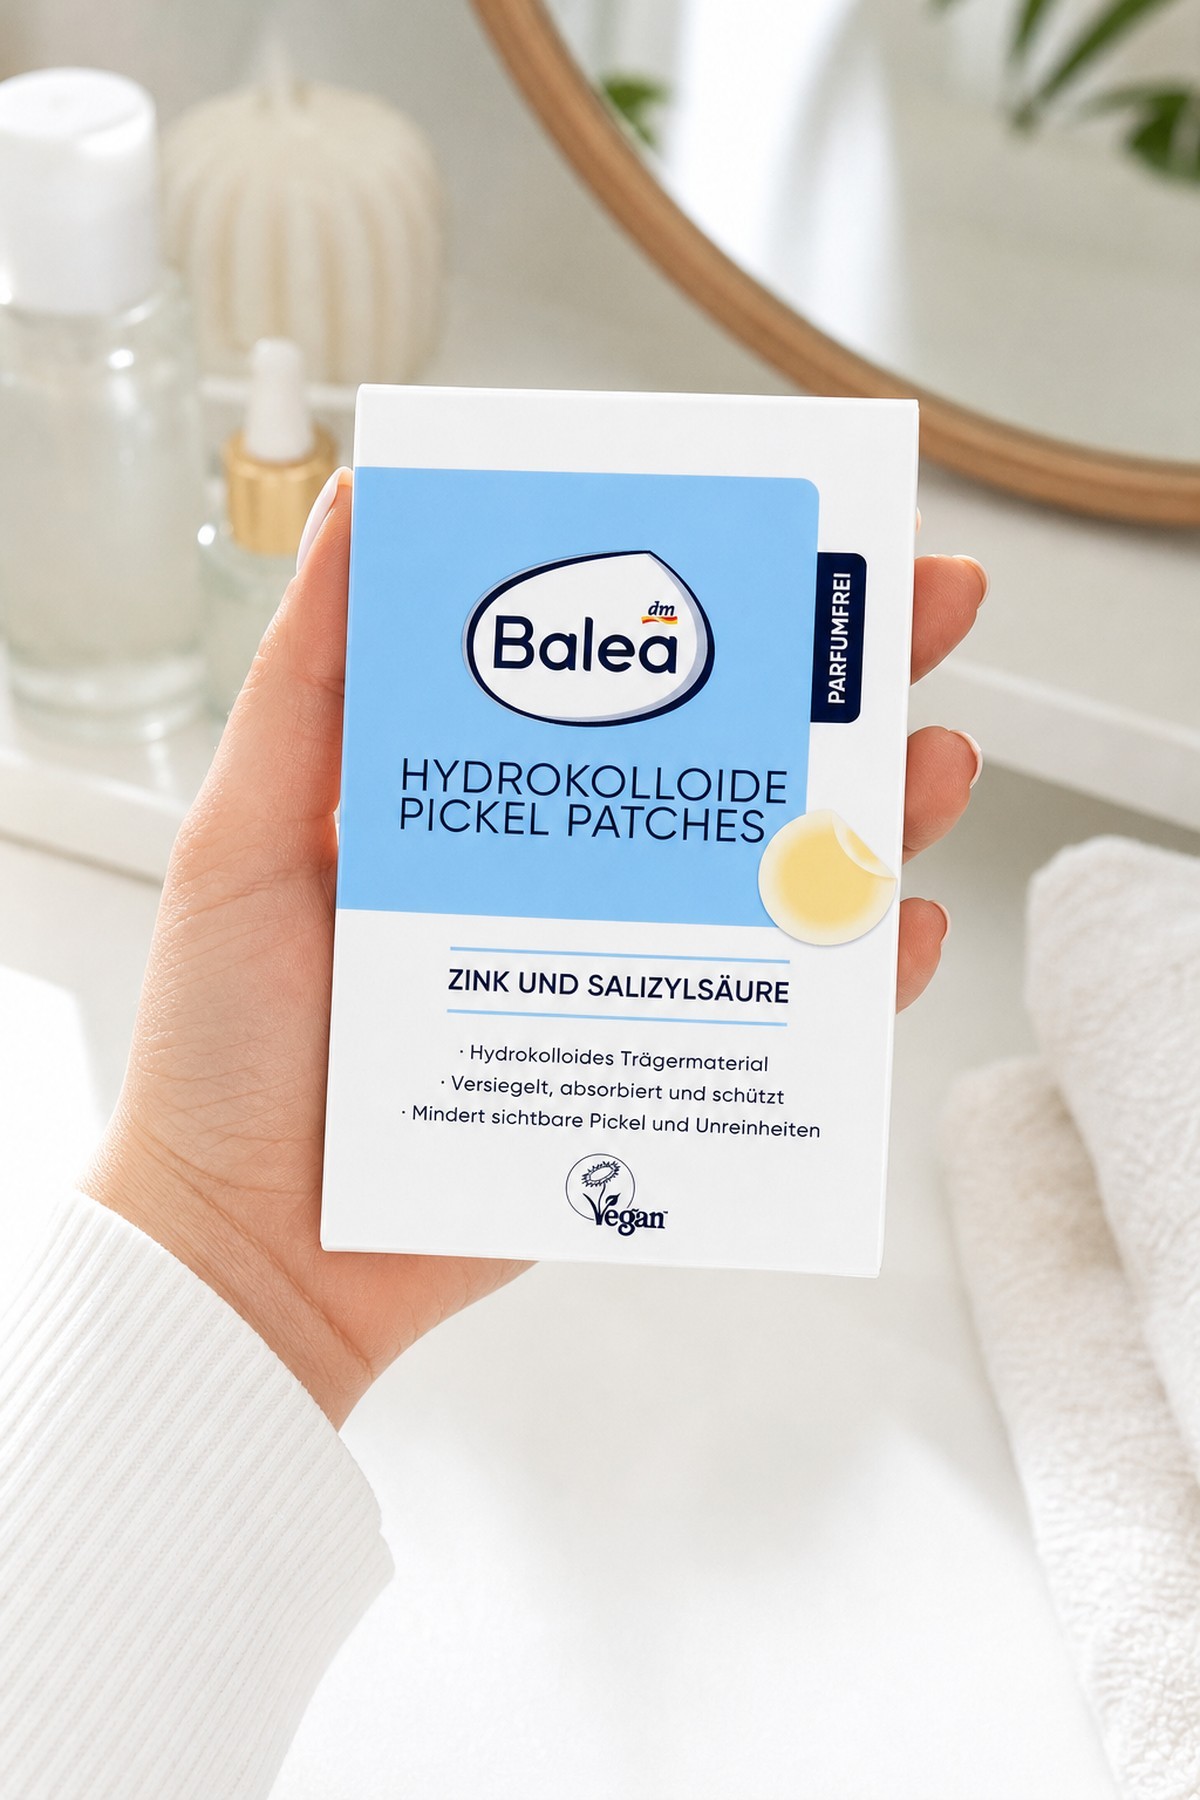 dm
Balea
PARFUMFREI
HYDROKOLLOIDE
PICKEL PATCHES
ZINK UND SALIZYLSÄURE
· Hydrokolloides Trägermaterial
· Versiegelt, absorbiert und schützt
· Mindert sichtbare Pickel und Unreinheiten
Vegan™